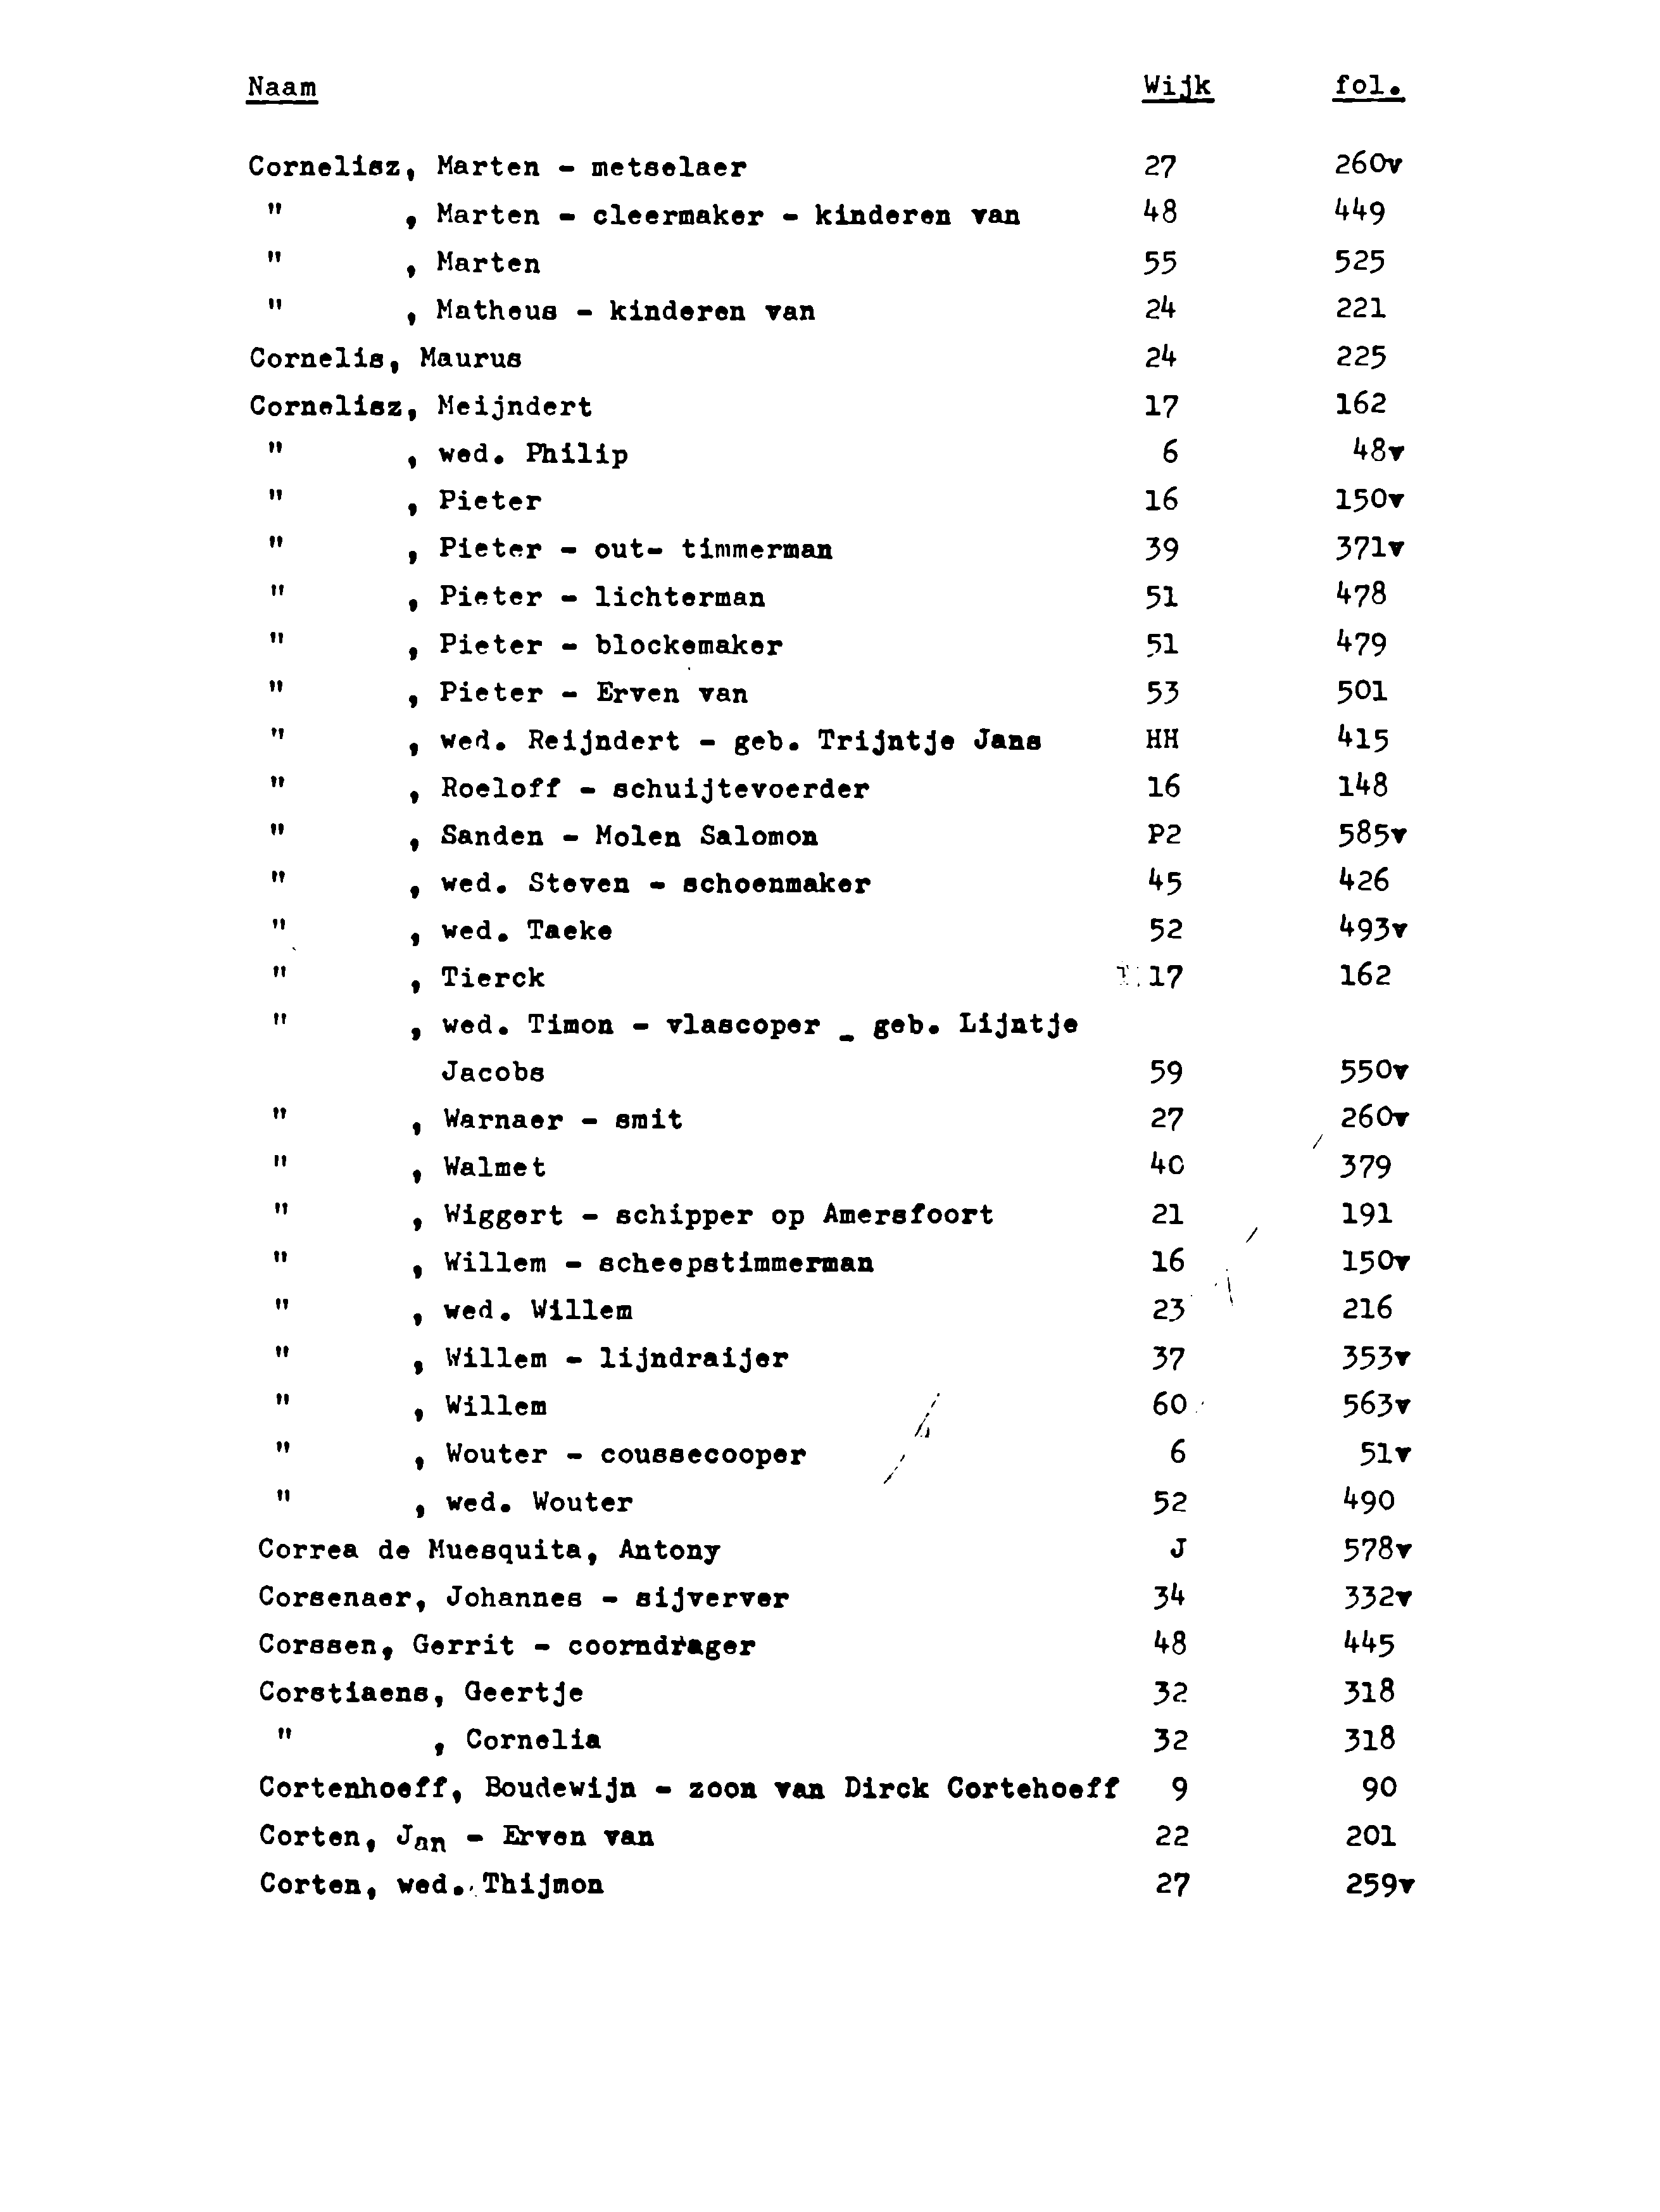 Naam Wijk fol.
Cornelisz, Marten - metselaer 27 260v
" , Marten - cleermaker - kinderen van 48 449
" , Marten 55 525
" , Matheus - kinderen van 24 221
Cornelis, Maurus 24 225
Cornelisz, Meijndert 17 162
" , wed. Philip 6 48v
" , Pieter 16 150v
" , Pieter - out- timmerman 39 371v
" , Pieter - lichterman 51 478
" , Pieter - blockemaker 51 479
" , Pieter - Erven van 53 501
" , wed. Reijndert - geb. Trijntje Jans HH 415
" , Roeloff - schuijtevoerder 16 148
" , Sanden - Molen Salomon P2 585v
" , wed. Steven - schoenmaker 45 426
" , wed. Taeke 52 493v
" , Tierck 17 162
" , wed. Timon - vlascoper _ geb. Lijntje
Jacobs 59 550v
" , Warnaer - smit 27 260v
" , Walmet 40 379
" , Wiggert - schipper op Amersfoort 21 191
" , Willem - scheepstimmerman 16 150v
" , wed. Willem 23 216
" , Willem - lijndraijer 37 353v
" , Willem 60 563v
" , Wouter - coussecooper 6 51v
" , wed. Wouter 52 490
Correa de Muesquita, Antony J 578v
Corsenaer, Johannes - sijverver 34 332v
Corssen, Gerrit - coorndrager 48 445
Corstiaens, Geertje 32 318
" , Cornelia 32 318
Cortenhoeff, Boudewijn - zoon van Dirck Cortehoeff 9 90
Corten, Jan - Erven van 22 201
Corten, wed. Thijmon 27 259v